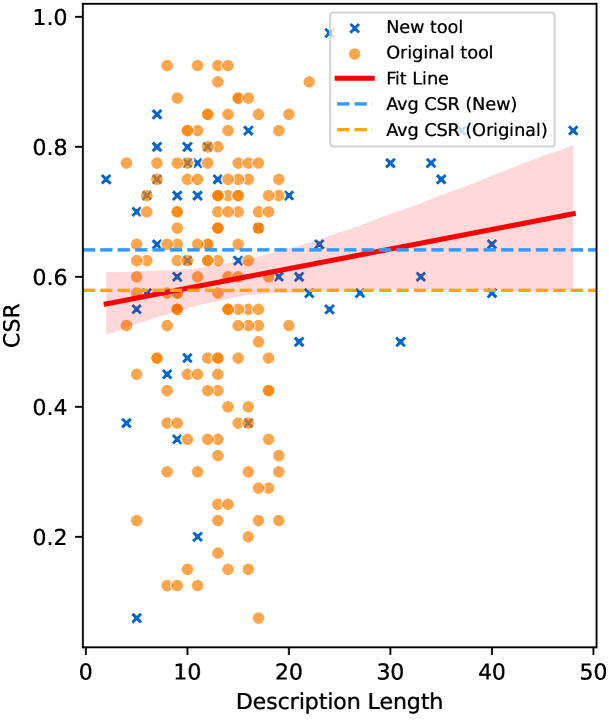 1.0
0.8
0.6
0.4
0.2
CSR
New tool
Original tool
Fit Line
Avg CSR (New)
Avg CSR (Original)
0 10 20 30 40 50
Description Length